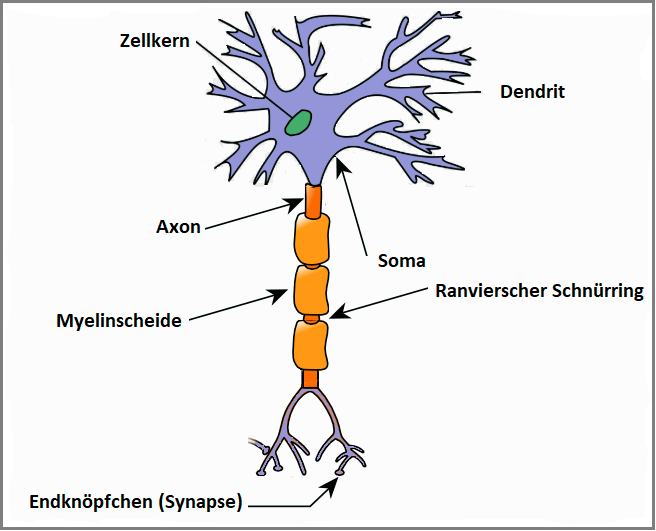 Zellkern
Dendrit
Axon
Soma
Ranvierscher Schnürring
Myelinscheide
Endknöpfchen (Synapse)